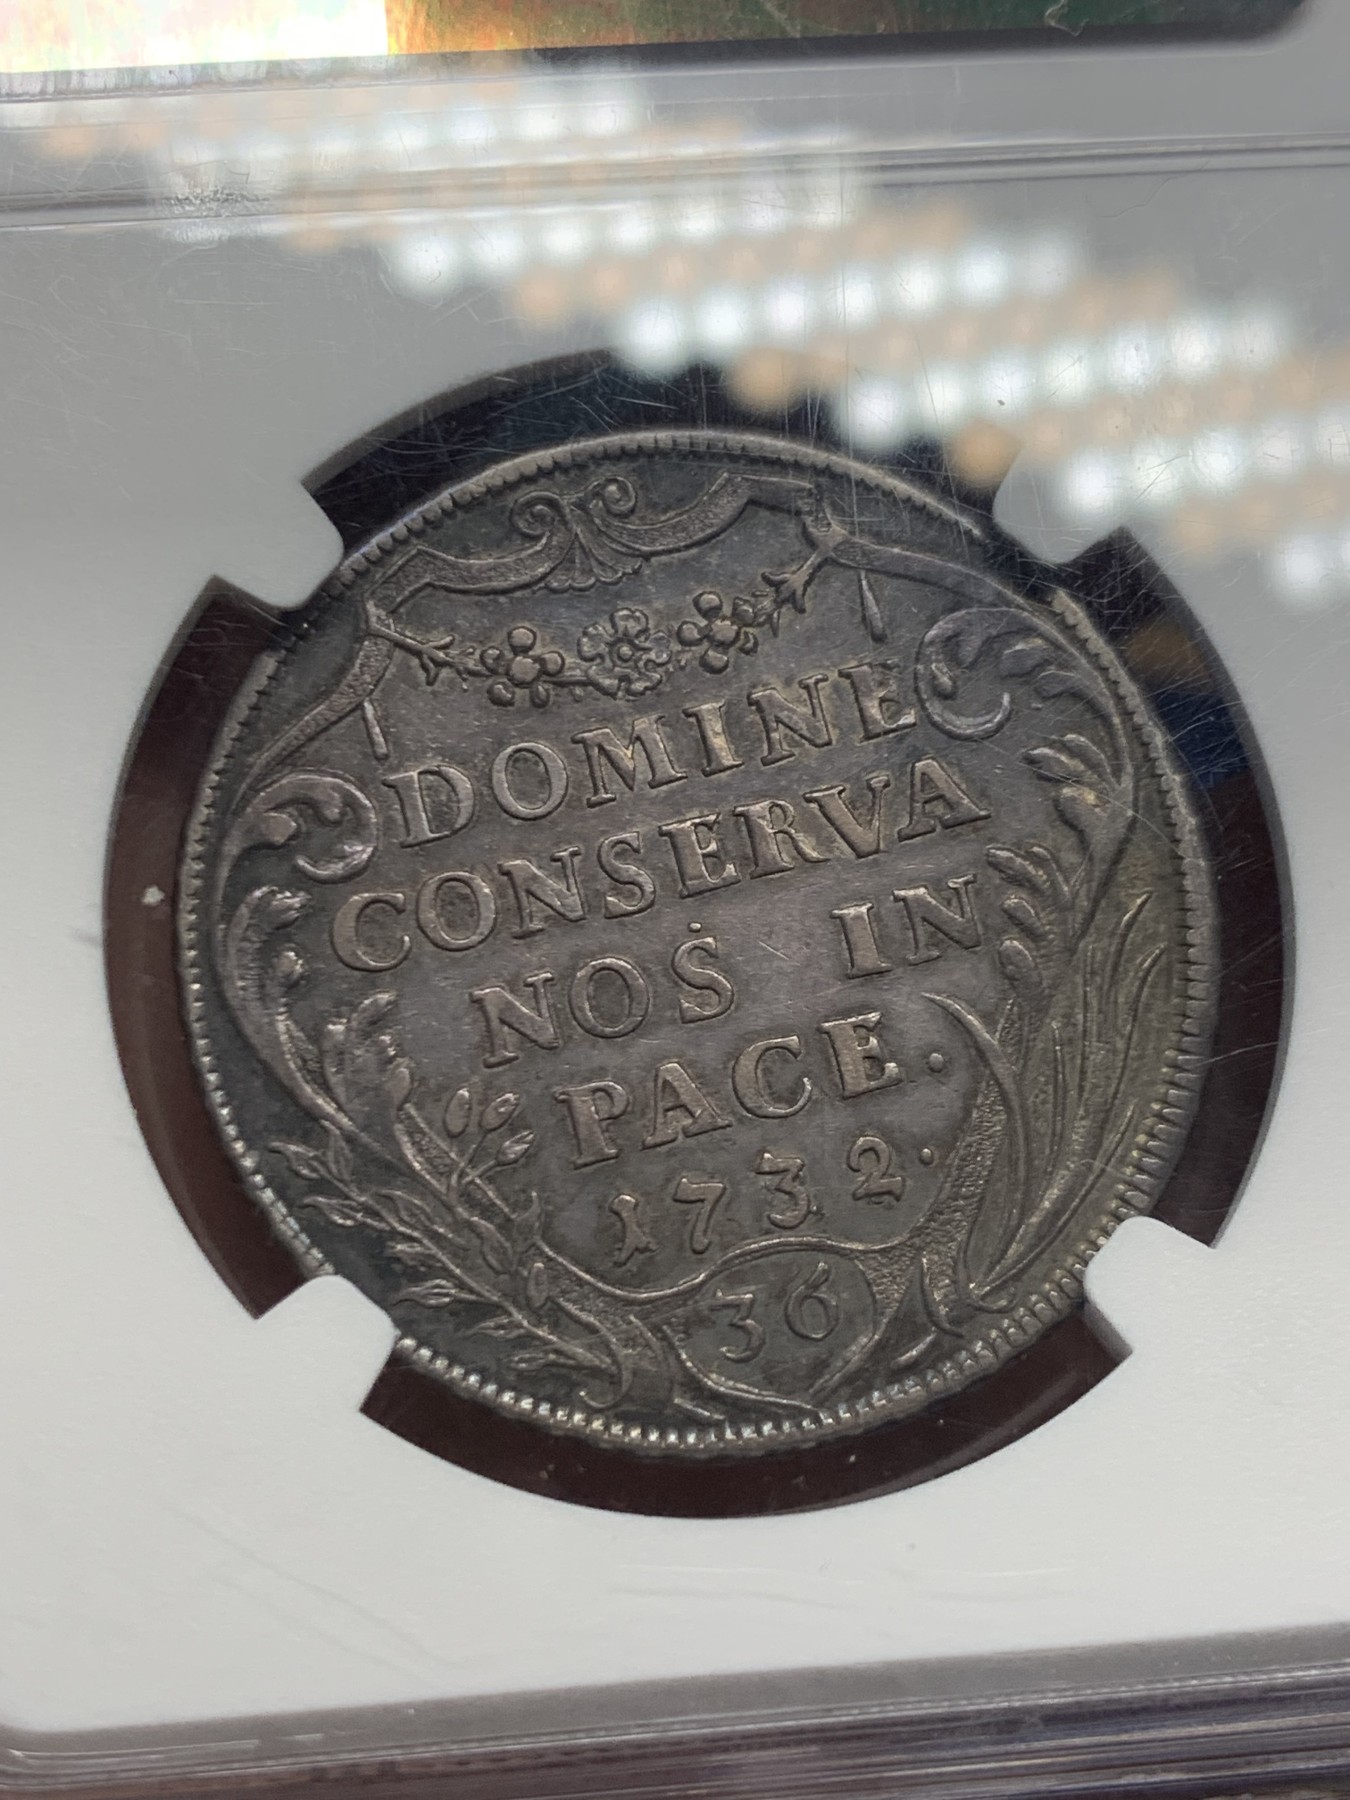 DOMINE
CONSERVA
NOS IN
PACE.
1732.
36